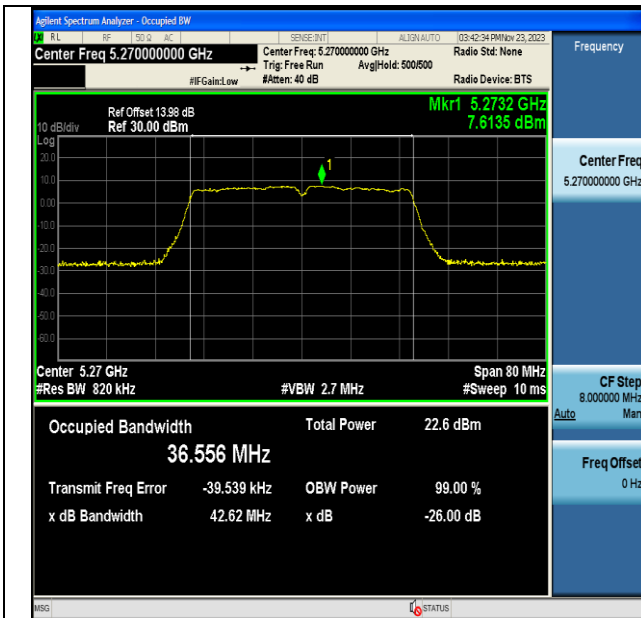 Agilent Spectrum Analyzer - Occupied BW
RL RF 50 Ω AC SENSE:INT ALIGN AUTO 03:42:34 PM Nov 23, 2023
Center Freq 5.270000000 GHz
Center Freq: 5.270000000 GHz
Radio Std: None
Trig: Free Run Avg|Hold: 500/500
#IFGain:Low #Atten: 40 dB
Radio Device: BTS
Mkr1 5.2732 GHz
7.6135 dBm
Ref Offset 13.98 dB
10 dB/div Ref 30.00 dBm
Log
20.0
10.0
0.00
-10.0
-20.0
-30.0
-40.0
-50.0
-60.0
1
Center 5.27 GHz Span 80 MHz
#Res BW 820 kHz #VBW 2.7 MHz #Sweep 10 ms
Occupied Bandwidth Total Power 22.6 dBm
36.556 MHz
Transmit Freq Error -39.539 kHz OBW Power 99.00 %
x dB Bandwidth 42.62 MHz x dB -26.00 dB
MSG STATUS
Frequency
Center Freq
5.270000000 GHz
CF Step
8.000000 MHz
Auto Man
Freq Offset
0 Hz